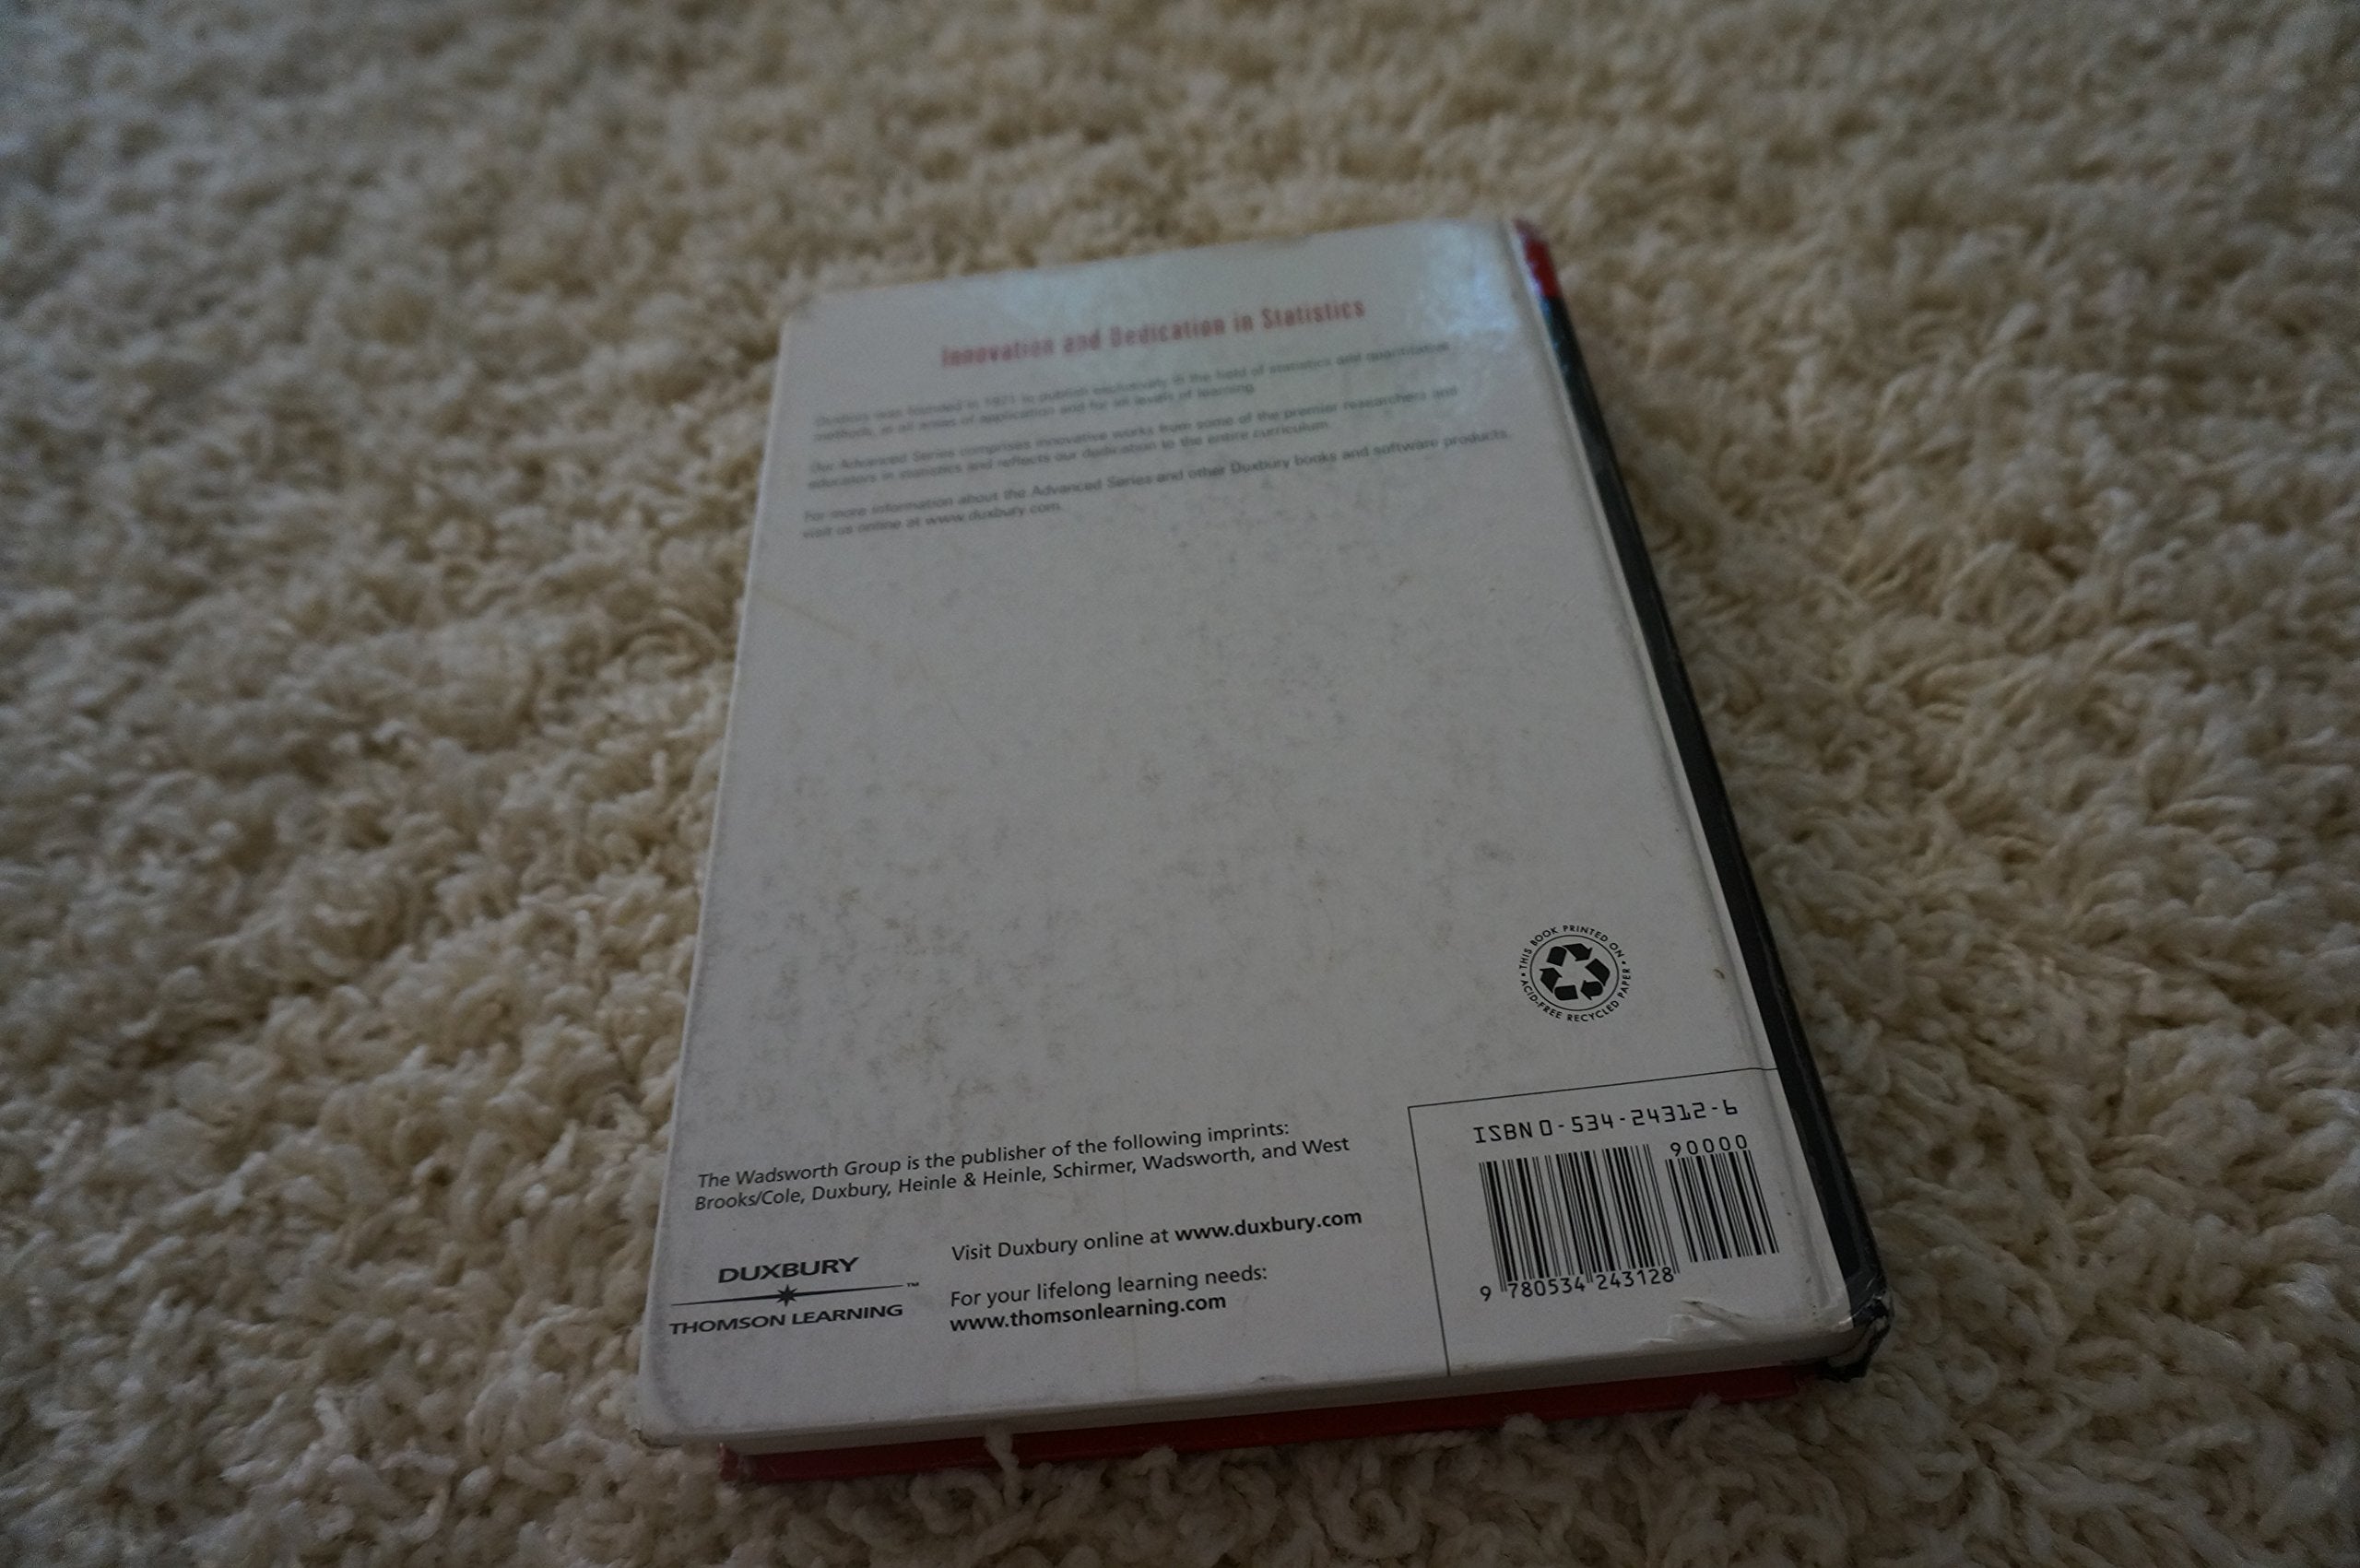 Innovation and Dedication in Statistics
Duxbury was founded in 1971 to publish exclusively in the field of statistics and quantitative
methods, in all areas of application and for all levels of learning.
Our Advanced Series comprises innovative works from some of the premier researchers and
educators in statistics and reflects our dedication to the entire curriculum.
For more information about the Advanced Series and other Duxbury books and software products,
visit us online at www.duxbury.com.
THIS BOOK PRINTED ON • ACID-FREE RECYCLED PAPER •
The Wadsworth Group is the publisher of the following imprints:
Brooks/Cole, Duxbury, Heinle & Heinle, Schirmer, Wadsworth, and West
DUXBURY
™
THOMSON LEARNING
Visit Duxbury online at www.duxbury.com
For your lifelong learning needs:
www.thomsonlearning.com
ISBN 0-534-24312-6
90000
9 780534 243128